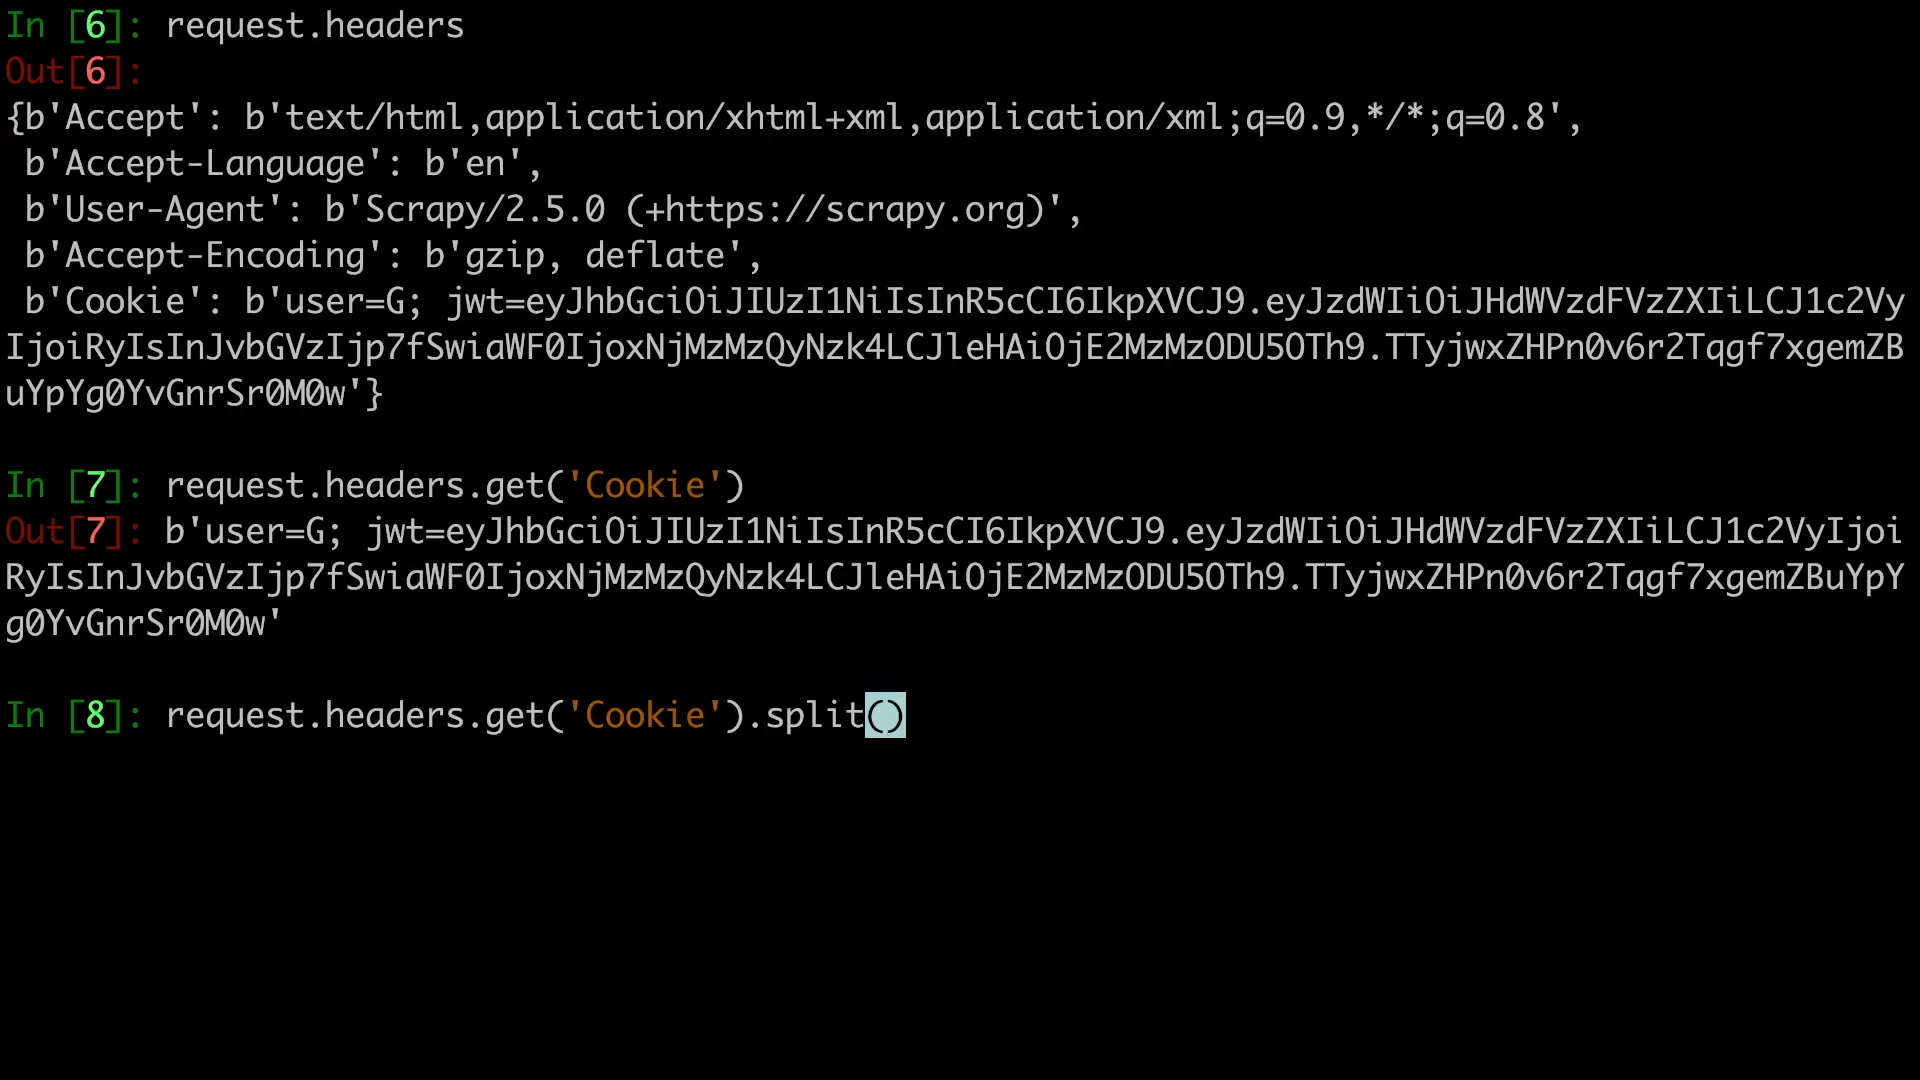 In [6]: request.headers
Out[6]:
{b'Accept': b'text/html,application/xhtml+xml,application/xml;q=0.9,*/*;q=0.8',
 b'Accept-Language': b'en',
 b'User-Agent': b'Scrapy/2.5.0 (+https://scrapy.org)',
 b'Accept-Encoding': b'gzip, deflate',
 b'Cookie': b'user=G; jwt=eyJhbGciOiJIUzI1NiIsInR5cCI6IkpXVCJ9.eyJzdWIiOiJHdWVzdFVzZXIiLCJ1c2Vy
IjoiRyIsInJvbGVzIjp7fSwiaWF0IjoxNjMzMzQyNzk4LCJleHAiOjE2MzMzODU5OTh9.TTyjwxZHPn0v6r2Tqgf7xgemZB
uYpYg0YvGnrSr0M0w'}
In [7]: request.headers.get('Cookie')
Out[7]: b'user=G; jwt=eyJhbGciOiJIUzI1NiIsInR5cCI6IkpXVCJ9.eyJzdWIiOiJHdWVzdFVzZXIiLCJ1c2VyIjoi
RyIsInJvbGVzIjp7fSwiaWF0IjoxNjMzMzQyNzk4LCJleHAiOjE2MzMzODU5OTh9.TTyjwxZHPn0v6r2Tqgf7xgemZBuYpY
g0YvGnrSr0M0w'
In [8]: request.headers.get('Cookie').split()